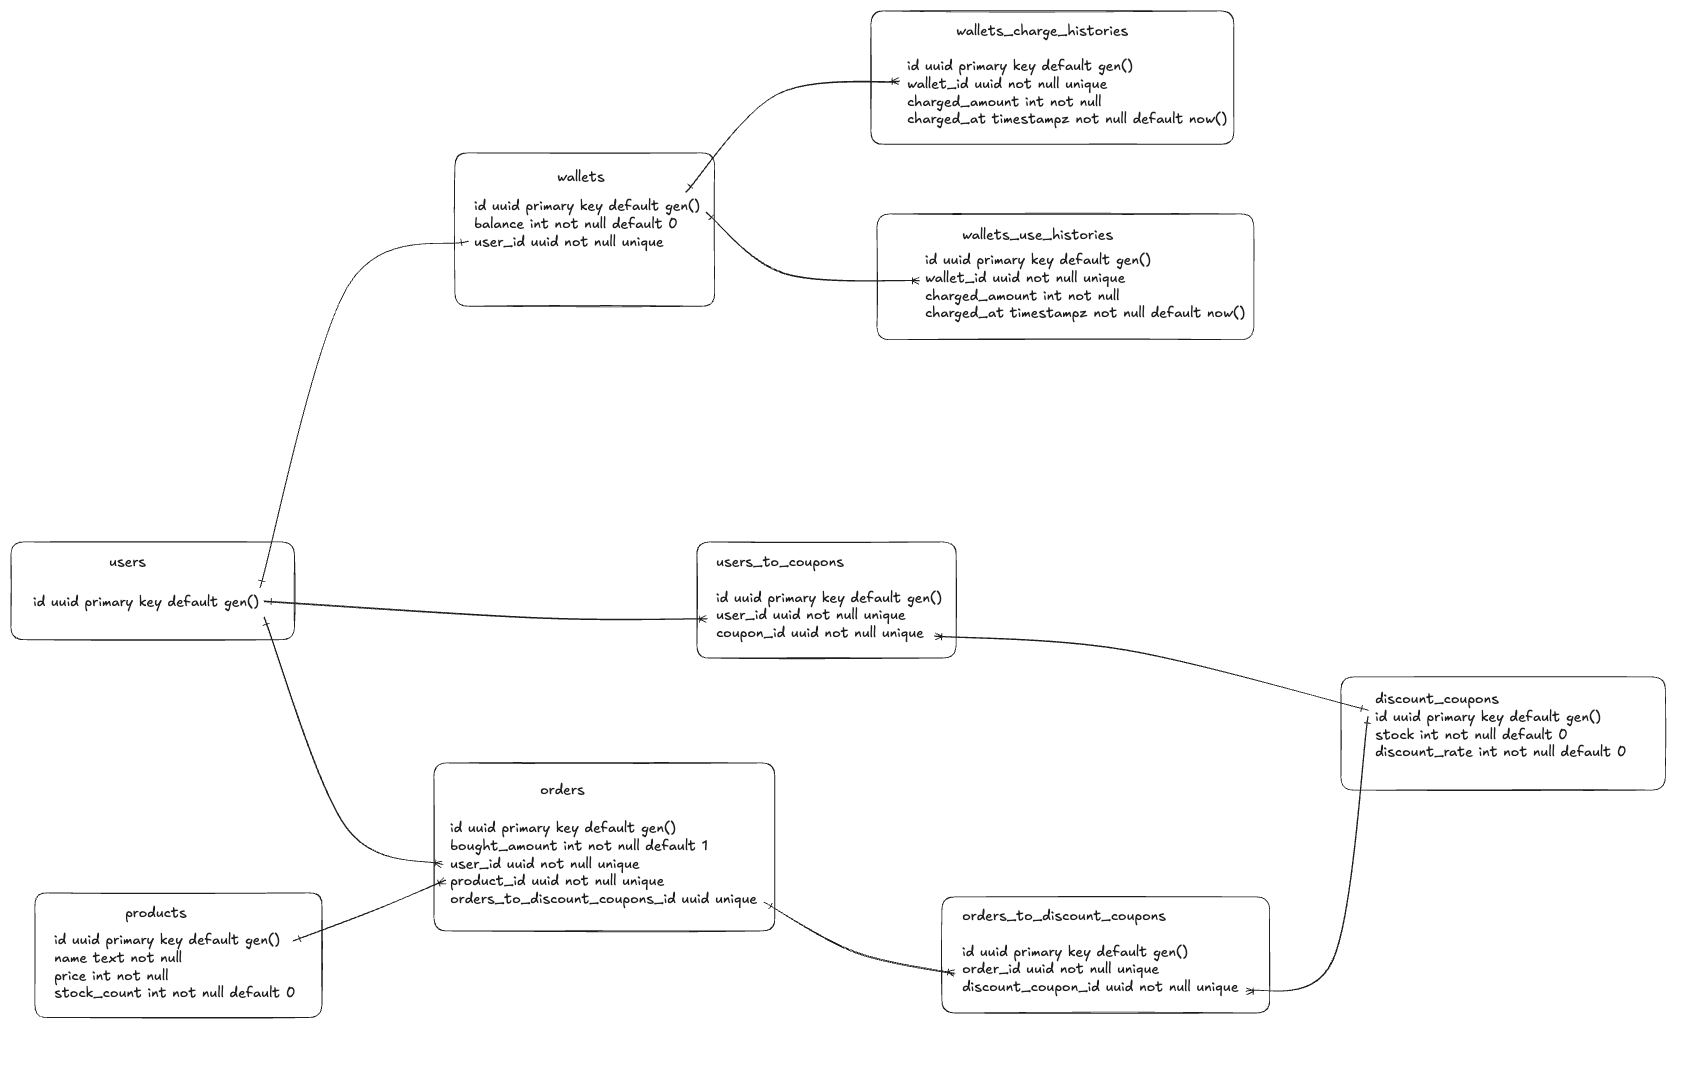 wallets_charge_histories
id uuid primary key default gen()
wallet_id uuid not null unique
charged_amount int not null
charged_at timestampz not null default now()
wallets
id uuid primary key default gen()
balance int not null default 0
user_id uuid not null unique
wallets_use_histories
id uuid primary key default gen()
wallet_id uuid not null unique
charged_amount int not null
charged_at timestampz not null default now()
users
id uuid primary key default gen()
users_to_coupons
id uuid primary key default gen()
user_id uuid not null unique
coupon_id uuid not null unique
discount_coupons
id uuid primary key default gen()
stock int not null default 0
discount_rate int not null default 0
orders
id uuid primary key default gen()
bought_amount int not null default 1
user_id uuid not null unique
product_id uuid not null unique
orders_to_discount_coupons_id uuid unique
products
id uuid primary key default gen()
name text not null
price int not null
stock_count int not null default 0
orders_to_discount_coupons
id uuid primary key default gen()
order_id uuid not null unique
discount_coupon_id uuid not null unique